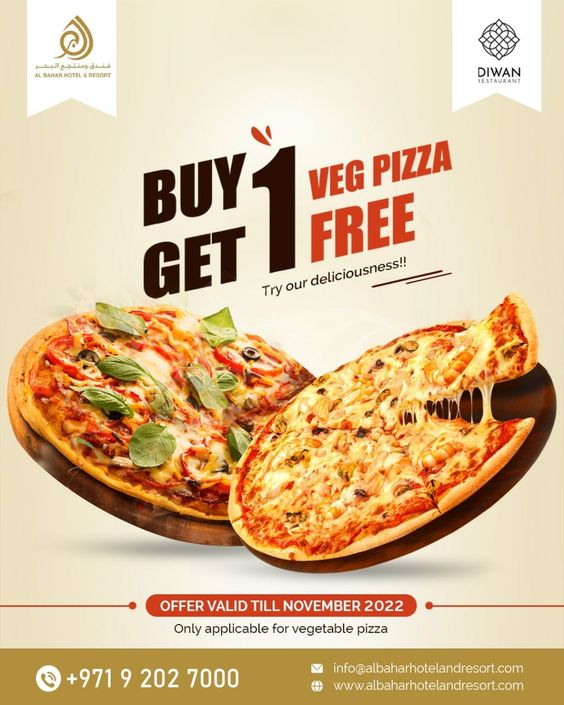 فندق ومنتجع البحر
AL BAHAR HOTEL & RESORT
DIWAN
RESTAURANT
BUY 1 VEG PIZZA
GET 1 FREE
Try our deliciousness!!
OFFER VALID TILL NOVEMBER 2022
Only applicable for vegetable pizza
+971 9 202 7000
info@albaharhotelandresort.com
www.albaharhotelandresort.com